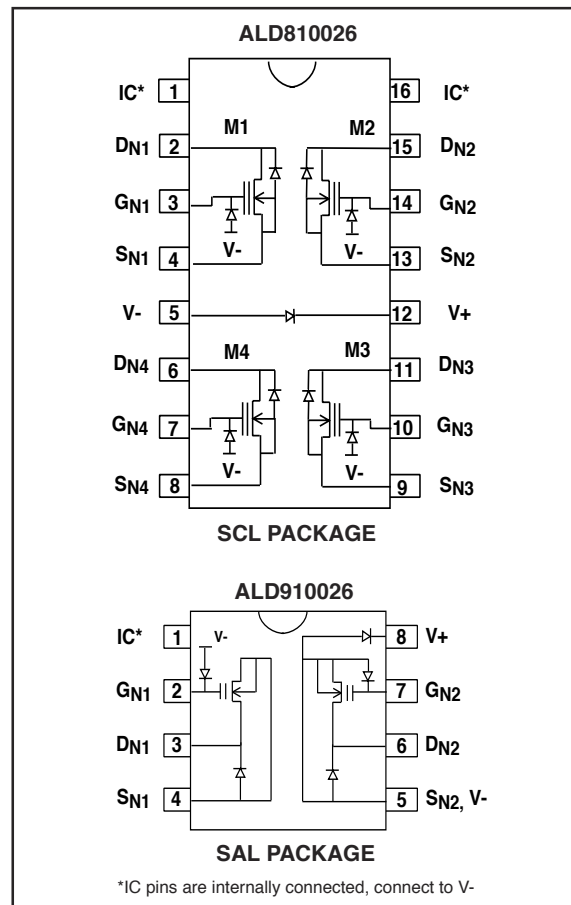 ALD810026
IC* 1 16 IC*
M1 M2
DN1 2 15 DN2
GN1 3 14 GN2
V- V-
SN1 4 13 SN2
V- 5 12 V+
M4 M3
DN4 6 11 DN3
GN4 7 10 GN3
V- V-
SN4 8 9 SN3
SCL PACKAGE
ALD910026
IC* 1 V- 8 V+
GN1 2 7 GN2
DN1 3 6 DN2
SN1 4 5 SN2, V-
SAL PACKAGE
*IC pins are internally connected, connect to V-